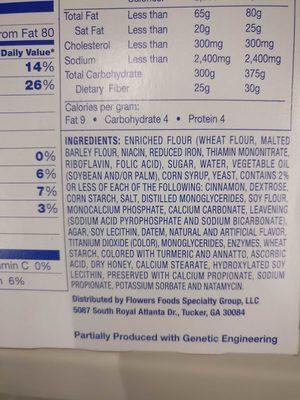 Total Fat Less than 65g 80g
om Fat 80 Sat Fat Less than 20g 25g
Daily Value* Cholesterol Less than 300mg 300mg
14% Sodium Less than 2,400mg 2,400mg
Total Carbohydrate 300g 375g
26% Dietary Fiber 25g 30g
Calories per gram:
Fat 9 • Carbohydrate 4 • Protein 4
INGREDIENTS: ENRICHED FLOUR (WHEAT FLOUR, MALTED
BARLEY FLOUR, NIACIN, REDUCED IRON, THIAMIN MONONITRATE,
0% RIBOFLAVIN, FOLIC ACID), SUGAR, WATER, VEGETABLE OIL
(SOYBEAN AND/OR PALM), CORN SYRUP, YEAST, CONTAINS 2%
6% OR LESS OF EACH OF THE FOLLOWING: CINNAMON, DEXTROSE,
7% CORN STARCH, SALT, DISTILLED MONOGLYCERIDES, SOY FLOUR,
MONOCALCIUM PHOSPHATE, CALCIUM CARBONATE, LEAVENING
3% (SODIUM ACID PYROPHOSPHATE AND SODIUM BICARBONATE),
AGAR, SOY LECITHIN, DATEM, NATURAL AND ARTIFICIAL FLAVOR,
TITANIUM DIOXIDE (COLOR), MONOGLYCERIDES, ENZYMES, WHEAT
STARCH, COLORED WITH TURMERIC AND ANNATTO, ASCORBIC
min C 0% ACID, DRY HONEY, CALCIUM STEARATE, HYDROXYLATED SOY
6% LECITHIN, PRESERVED WITH CALCIUM PROPIONATE, SODIUM
PROPIONATE, POTASSIUM SORBATE AND NATAMYCIN.
Distributed by Flowers Foods Specialty Group, LLC
5087 South Royal Atlanta Dr., Tucker, GA 30084
Partially Produced with Genetic Engineering